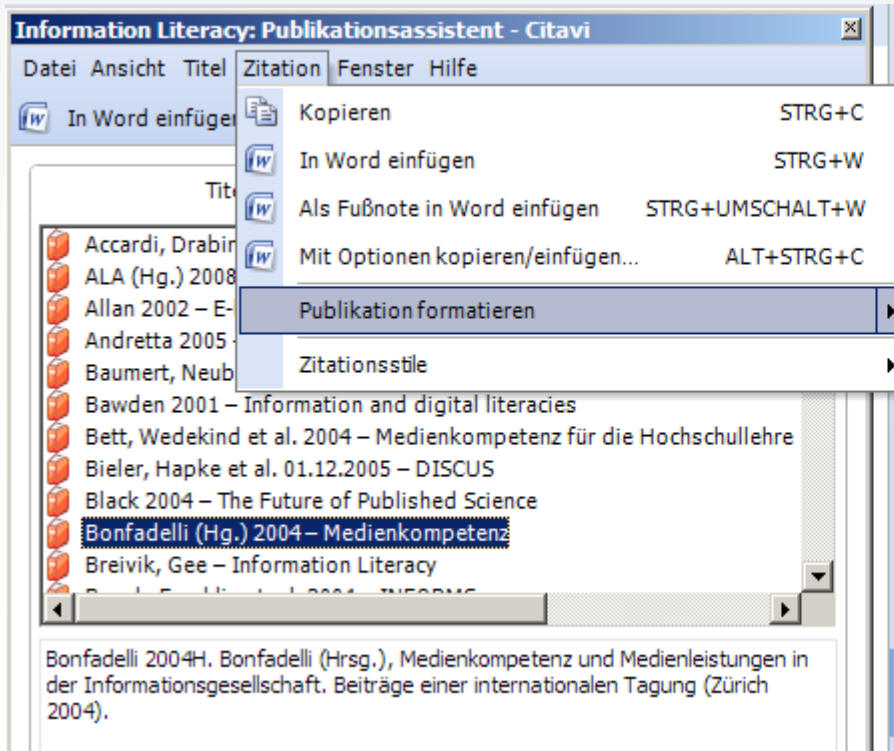 Information Literacy: Publikationsassistent - Citavi
Datei Ansicht Titel Zitation Fenster Hilfe
In Word einfügen
Kopieren STRG+C
In Word einfügen STRG+W
Als Fußnote in Word einfügen STRG+UMSCHALT+W
Mit Optionen kopieren/einfügen... ALT+STRG+C
Publikation formatieren
Zitationsstile
Tite
Accardi, Drabin
ALA (Hg.) 2008
Allan 2002 – E-
Andretta 2005 -
Baumert, Neub
Bawden 2001 – Information and digital literacies
Bett, Wedekind et al. 2004 – Medienkompetenz für die Hochschullehre
Bieler, Hapke et al. 01.12.2005 – DISCUS
Black 2004 – The Future of Published Science
Bonfadelli (Hg.) 2004 – Medienkompetenz
Breivik, Gee – Information Literacy
Bonfadelli 2004H. Bonfadelli (Hrsg.), Medienkompetenz und Medienleistungen in
der Informationsgesellschaft. Beiträge einer internationalen Tagung (Zürich
2004).